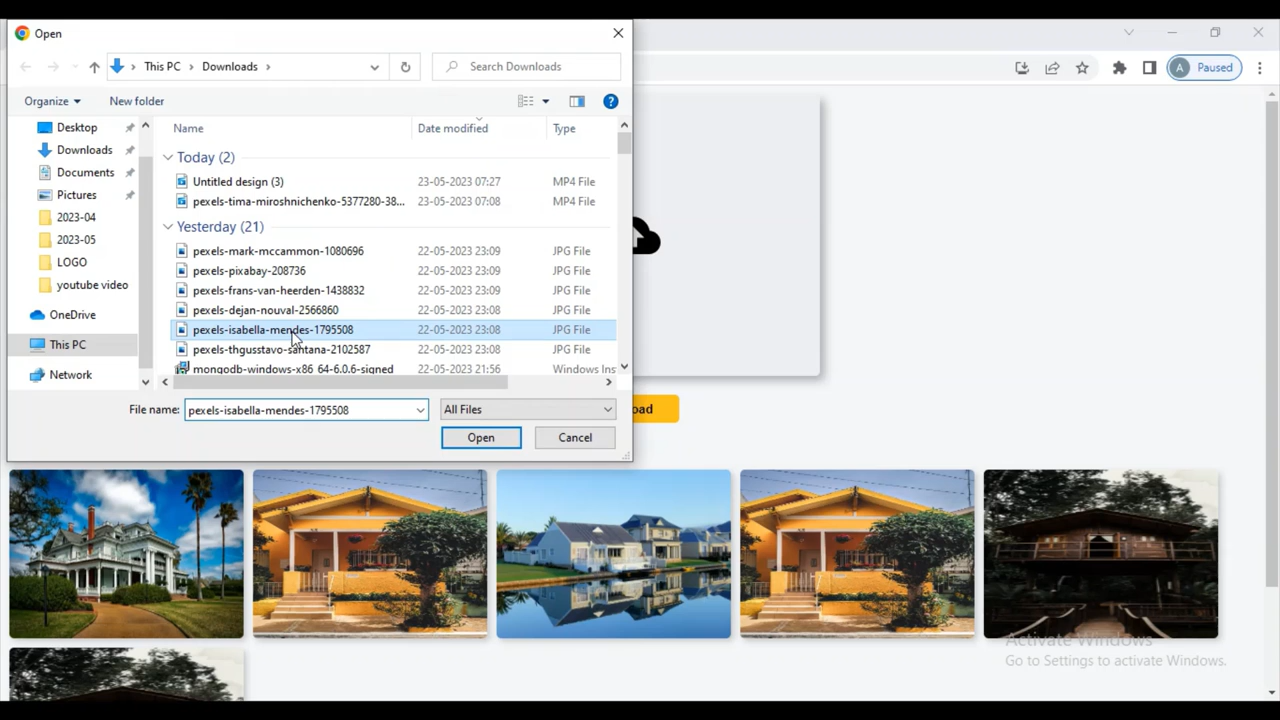 Open
This PC
Downloads
Search Downloads
Organize
New folder
Name
Date modified
Type
Today (2)
Untitled design (3) 23-05-2023 07:27 MP4 File
pexels-tima-miroshnichenko-5377280-38... 23-05-2023 07:08 MP4 File
Yesterday (21)
pexels-mark-mccammon-1080696 22-05-2023 23:09 JPG File
pexels-pixabay-208736 22-05-2023 23:09 JPG File
pexels-frans-van-heerden-1438832 22-05-2023 23:09 JPG File
pexels-dejan-nouval-2566860 22-05-2023 23:08 JPG File
pexels-isabella-mendes-1795508 22-05-2023 23:08 JPG File
pexels-thgusstavo-santana-2102587 22-05-2023 23:08 JPG File
mongodb-windows-x86_64-6.0.6-signed 22-05-2023 21:56 Windows Ins
Desktop
Downloads
Documents
Pictures
2023-04
2023-05
LOGO
youtube video
OneDrive
This PC
Network
File name: pexels-isabella-mendes-1795508
All Files
Open
Cancel
A Paused
oad
Activate Windows
Go to Settings to activate Windows.